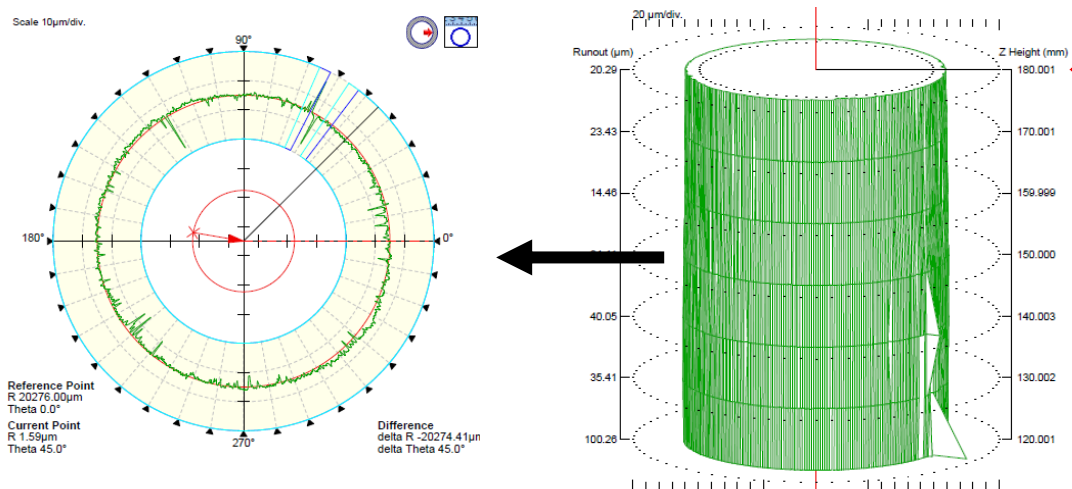 Scale 10µm/div.
90°
180°
0°
270°
Reference Point
R 20276.00µm
Theta 0.0°
Current Point
R 1.59µm
Theta 45.0°
Difference
delta R -20274.41µm
delta Theta 45.0°
20 µm/div.
Runout (µm) Z Height (mm)
20.29 180.001
23.43 170.001
14.46 159.999
150.000
40.05 140.003
35.41 130.002
100.26 120.001